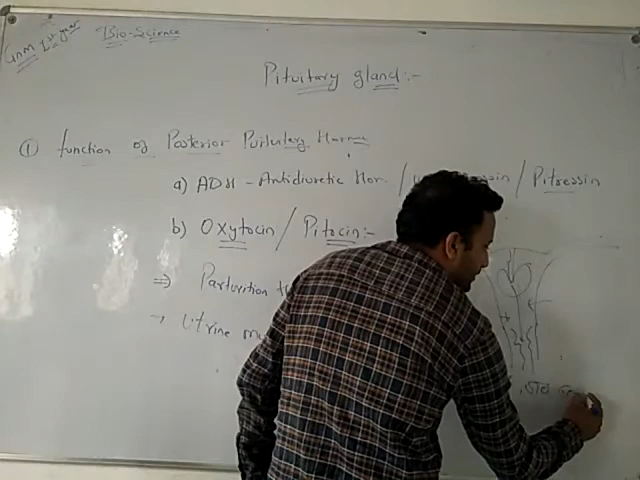 GNM 1st year
Bio-Science
Pituitary gland:-
① function of Posterior Pituitary Hormone
a) ADH - Antidiuretic Hor. / / Pitressin
b) Oxytocin / Pitocin:-
⇒ Parturition
→ Utrine